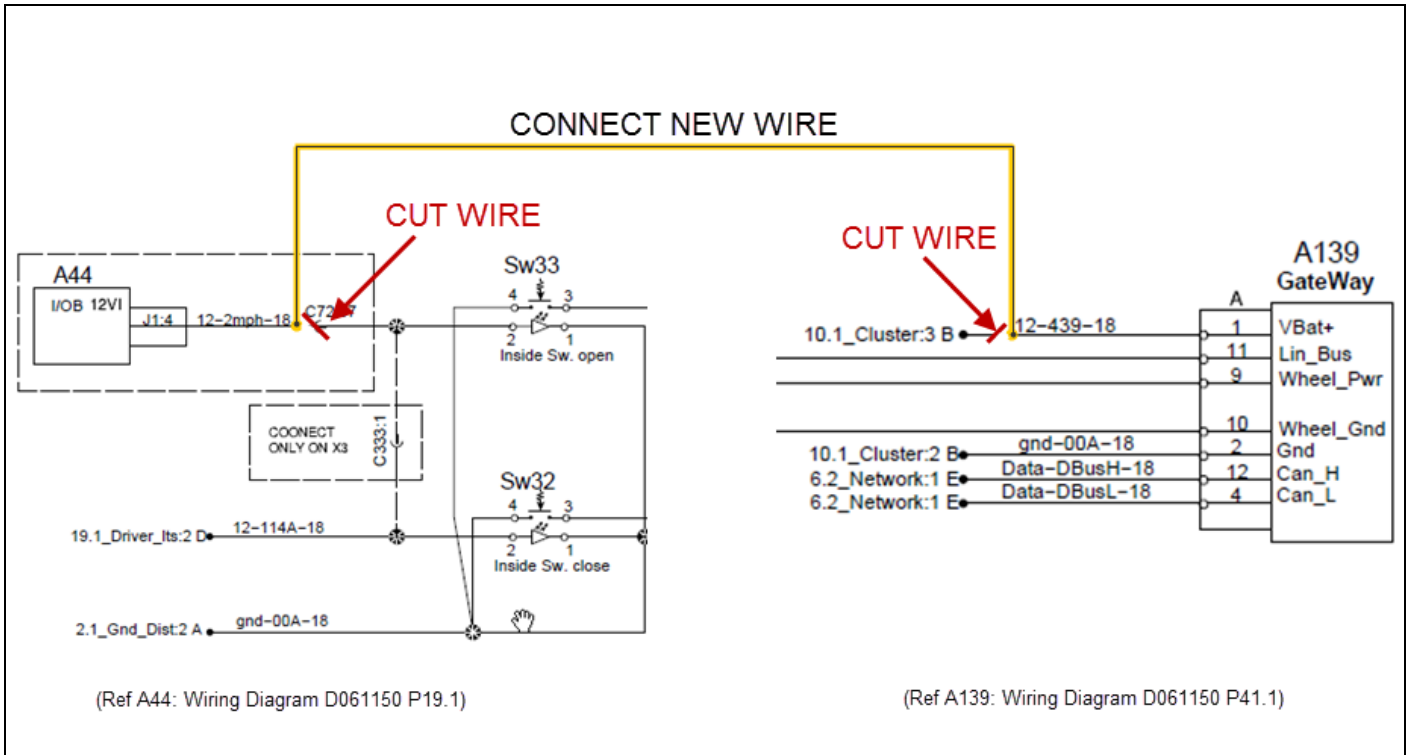 CONNECT NEW WIRE
CUT WIRE
A44
I/OB 12VI
J1:4
12-2mph-18
Sw33
4 3
2 1
Inside Sw. open
COONECT
ONLY ON X3
C333:1
Sw32
4 3
2 1
Inside Sw. close
19.1_Driver_lts:2 D
12-114A-18
2.1_Gnd_Dist:2 A
gnd-00A-18
(Ref A44: Wiring Diagram D061150 P19.1)
CUT WIRE
A139
GateWay
A
10.1_Cluster:3 B
12-439-18
1 VBat+
11 Lin_Bus
9 Wheel_Pwr
10 Wheel_Gnd
10.1_Cluster:2 B gnd-00A-18 2 Gnd
6.2_Network:1 E Data-DBusH-18 12 Can_H
6.2_Network:1 E Data-DBusL-18 4 Can_L
(Ref A139: Wiring Diagram D061150 P41.1)